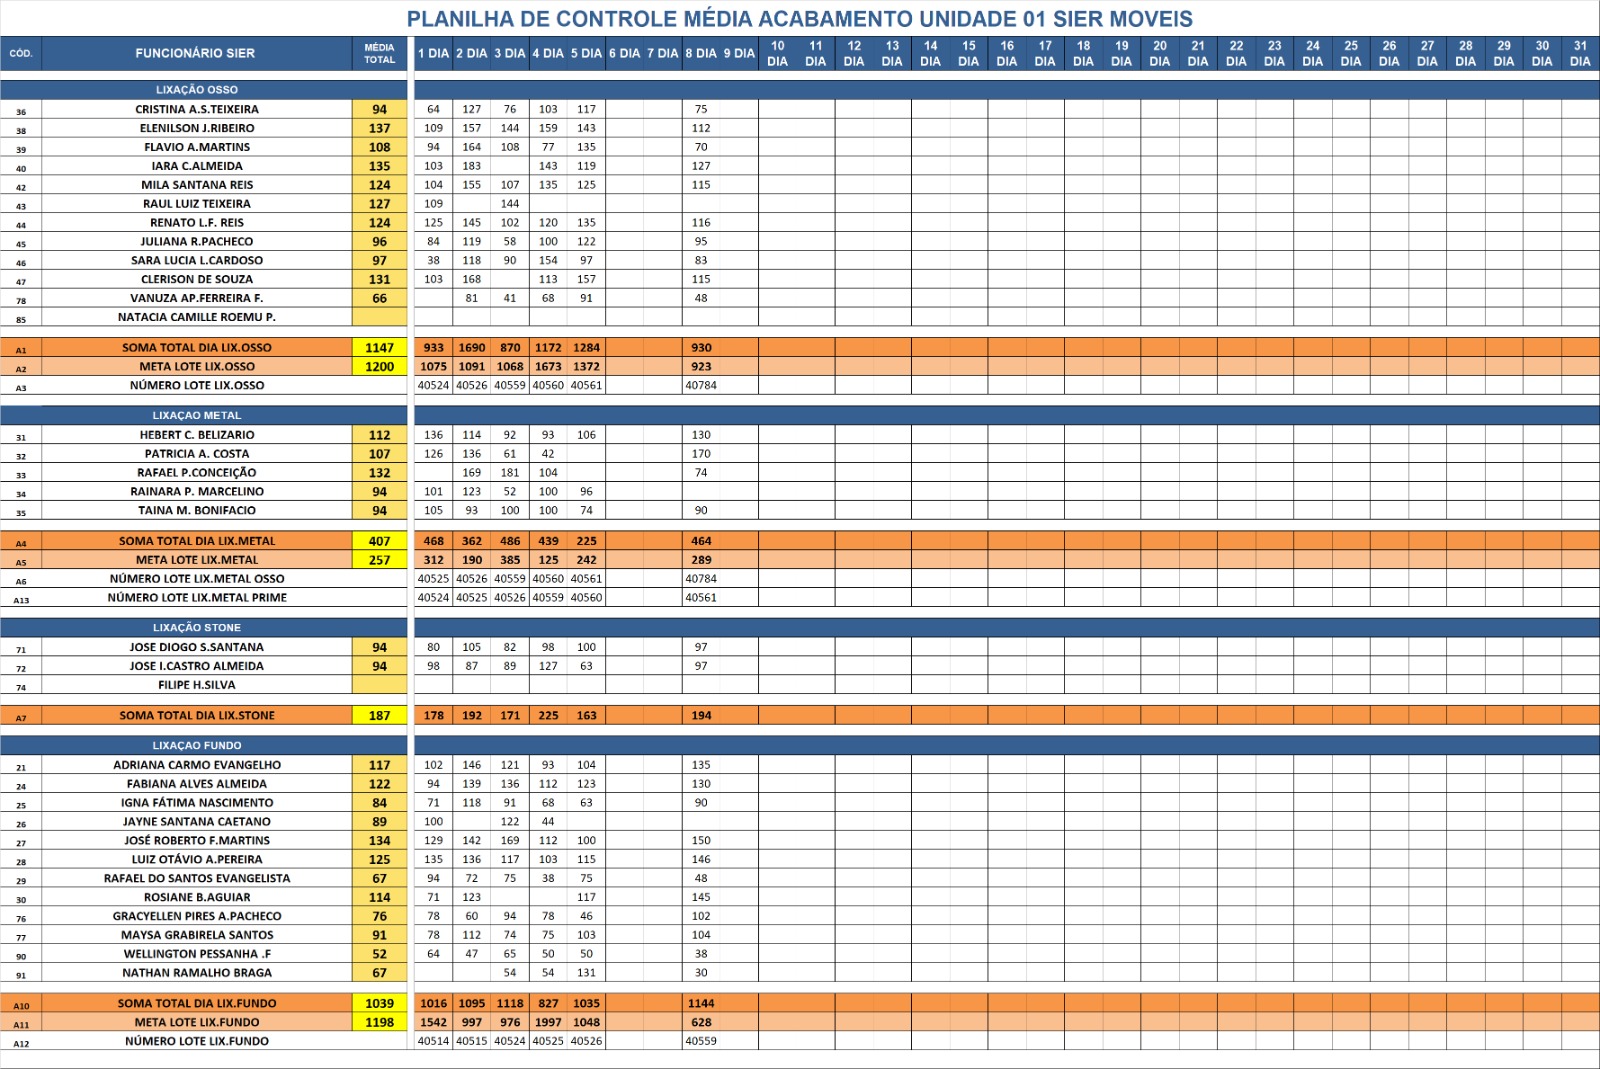 PLANILHA DE CONTROLE MÉDIA ACABAMENTO UNIDADE 01 SIER MOVEIS
CÓD. FUNCIONÁRIO SIER MÉDIA TOTAL 1 DIA 2 DIA 3 DIA 4 DIA 5 DIA 6 DIA 7 DIA 8 DIA 9 DIA 10 DIA 11 DIA 12 DIA 13 DIA 14 DIA 15 DIA 16 DIA 17 DIA 18 DIA 19 DIA 20 DIA 21 DIA 22 DIA 23 DIA 24 DIA 25 DIA 26 DIA 27 DIA 28 DIA 29 DIA 30 DIA 31 DIA
LIXAÇÃO OSSO
36 CRISTINA A.S.TEIXEIRA 94 64 127 76 103 117 75
38 ELENILSON J.RIBEIRO 137 109 157 144 159 143 112
39 FLAVIO A.MARTINS 108 94 164 108 77 135 70
40 IARA C.ALMEIDA 135 103 183 143 119 127
42 MILA SANTANA REIS 124 104 155 107 135 125 115
43 RAUL LUIZ TEIXEIRA 127 109 144
44 RENATO L.F. REIS 124 125 145 102 120 135 116
45 JULIANA R.PACHECO 96 84 119 58 100 122 95
46 SARA LUCIA L.CARDOSO 97 38 118 90 154 97 83
47 CLERISON DE SOUZA 131 103 168 113 157 115
78 VANUZA AP.FERREIRA F. 66 81 41 68 91 48
85 NATACIA CAMILLE ROEMU P.
A1 SOMA TOTAL DIA LIX.OSSO 1147 933 1690 870 1172 1284 930
A2 META LOTE LIX.OSSO 1200 1075 1091 1068 1673 1372 923
A3 NÚMERO LOTE LIX.OSSO 40524 40526 40559 40560 40561 40784
LIXAÇAO METAL
31 HEBERT C. BELIZARIO 112 136 114 92 93 106 130
32 PATRICIA A. COSTA 107 126 136 61 42 170
33 RAFAEL P.CONCEIÇÃO 132 169 181 104 74
34 RAINARA P. MARCELINO 94 101 123 52 100 96
35 TAINA M. BONIFACIO 94 105 93 100 100 74 90
A4 SOMA TOTAL DIA LIX.METAL 407 468 362 486 439 225 464
A5 META LOTE LIX.METAL 257 312 190 385 125 242 289
A6 NÚMERO LOTE LIX.METAL OSSO 40525 40526 40559 40560 40561 40784
A13 NÚMERO LOTE LIX.METAL PRIME 40524 40525 40526 40559 40560 40561
LIXAÇÃO STONE
71 JOSE DIOGO S.SANTANA 94 80 105 82 98 100 97
72 JOSE I.CASTRO ALMEIDA 94 98 87 89 127 63 97
74 FILIPE H.SILVA
A7 SOMA TOTAL DIA LIX.STONE 187 178 192 171 225 163 194
LIXAÇAO FUNDO
21 ADRIANA CARMO EVANGELHO 117 102 146 121 93 104 135
24 FABIANA ALVES ALMEIDA 122 94 139 136 112 123 130
25 IGNA FÁTIMA NASCIMENTO 84 71 118 91 68 63 90
26 JAYNE SANTANA CAETANO 89 100 122 44
27 JOSÉ ROBERTO F.MARTINS 134 129 142 169 112 100 150
28 LUIZ OTÁVIO A.PEREIRA 125 135 136 117 103 115 146
29 RAFAEL DO SANTOS EVANGELISTA 67 94 72 75 38 75 48
30 ROSIANE B.AGUIAR 114 71 123 117 145
76 GRACYELLEN PIRES A.PACHECO 76 78 60 94 78 46 102
77 MAYSA GRABIRELA SANTOS 91 78 112 74 75 103 104
90 WELLINGTON PESSANHA .F 52 64 47 65 50 50 38
91 NATHAN RAMALHO BRAGA 67 54 54 131 30
A10 SOMA TOTAL DIA LIX.FUNDO 1039 1016 1095 1118 827 1035 1144
A11 META LOTE LIX.FUNDO 1198 1542 997 976 1997 1048 628
A12 NÚMERO LOTE LIX.FUNDO 40514 40515 40524 40525 40526 40559